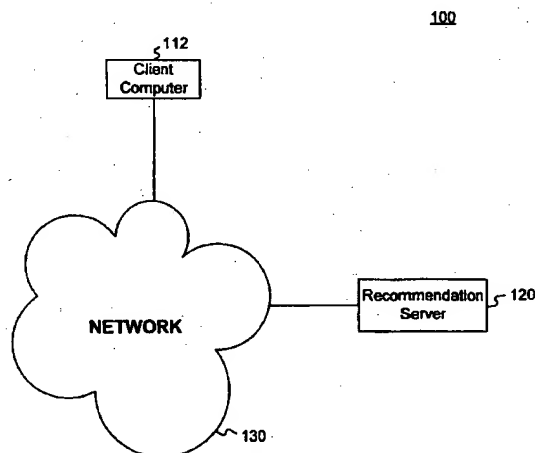 100
112
Client
Computer
Recommendation
Server
120
NETWORK
130